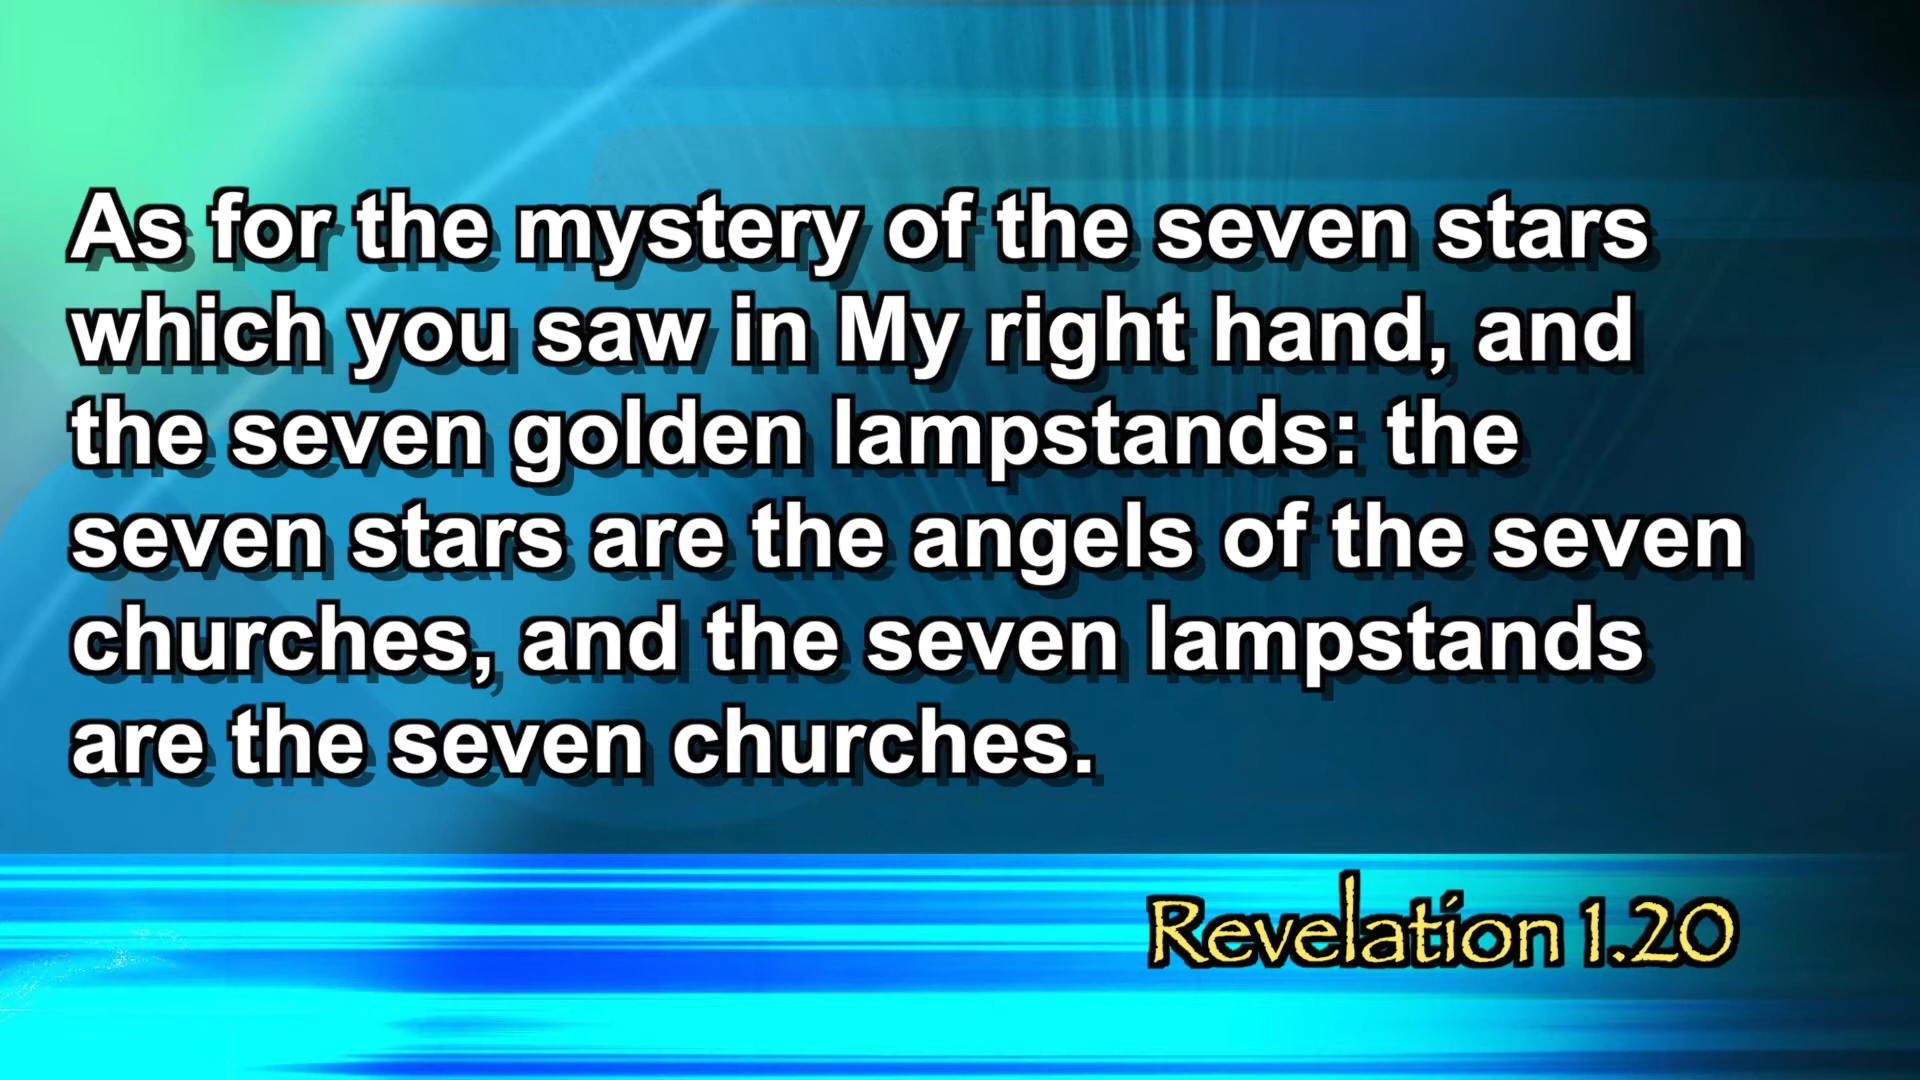 As for the mystery of the seven stars
which you saw in My right hand, and
the seven golden lampstands: the
seven stars are the angels of the seven
churches, and the seven lampstands
are the seven churches.
Revelation 1.20